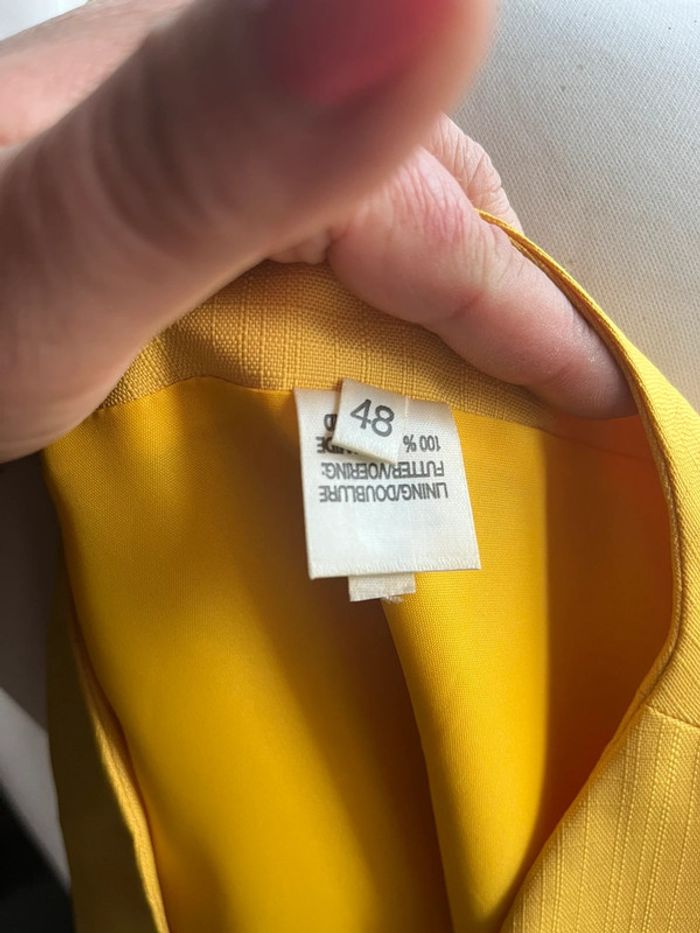 48
LINING/DOUBLURE
FUTTER/VOERING:
100 %